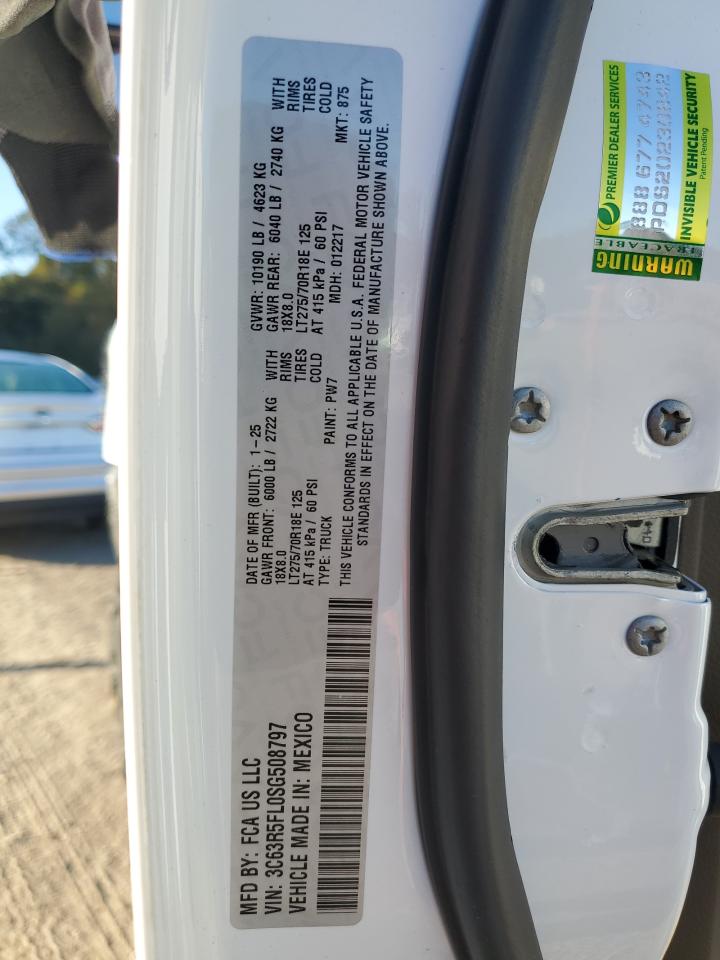 MFD BY: FCA US LLC
VIN: 3C63R5FL0SG508797
VEHICLE MADE IN: MEXICO
DATE OF MFR (BUILT): 1-25
GAWR FRONT: 6000 LB / 2722 KG WITH
18X8.0 RIMS
LT275/70R18E 125 TIRES
AT 415 kPa / 60 PSI COLD
TYPE: TRUCK PAINT: PW7
GVWR: 10190 LB / 4623 KG
GAWR REAR: 6040 LB / 2740 KG WITH
18X8.0 RIMS
LT275/70R18E 125 TIRES
AT 415 kPa / 60 PSI COLD
MDH: 012217 MKT: 875
THIS VEHICLE CONFORMS TO ALL APPLICABLE U.S.A. FEDERAL MOTOR VEHICLE SAFETY
STANDARDS IN EFFECT ON THE DATE OF MANUFACTURE SHOWN ABOVE.
PREMIER DEALER SERVICES
888 677 4743
INVISIBLE VEHICLE SECURITY
Patent Pending
TRACEABLE
WARNING